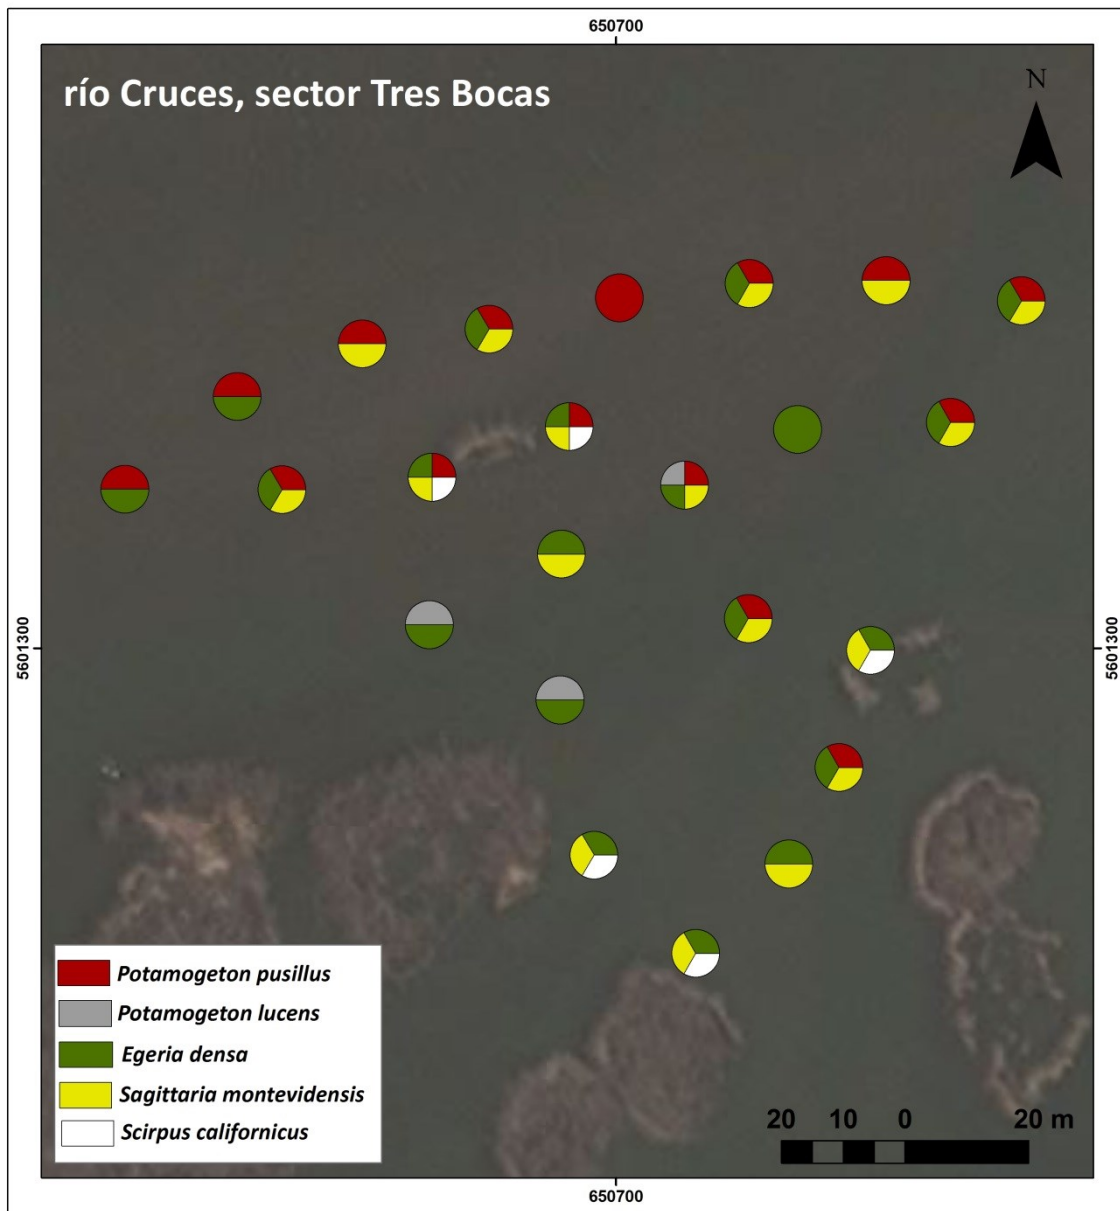 650700
río Cruces, sector Tres Bocas
N
5601300
5601300
Potamogeton pusillus
Potamogeton lucens
Egeria densa
Sagittaria montevidensis
Scirpus californicus
20 10 0 20 m
650700